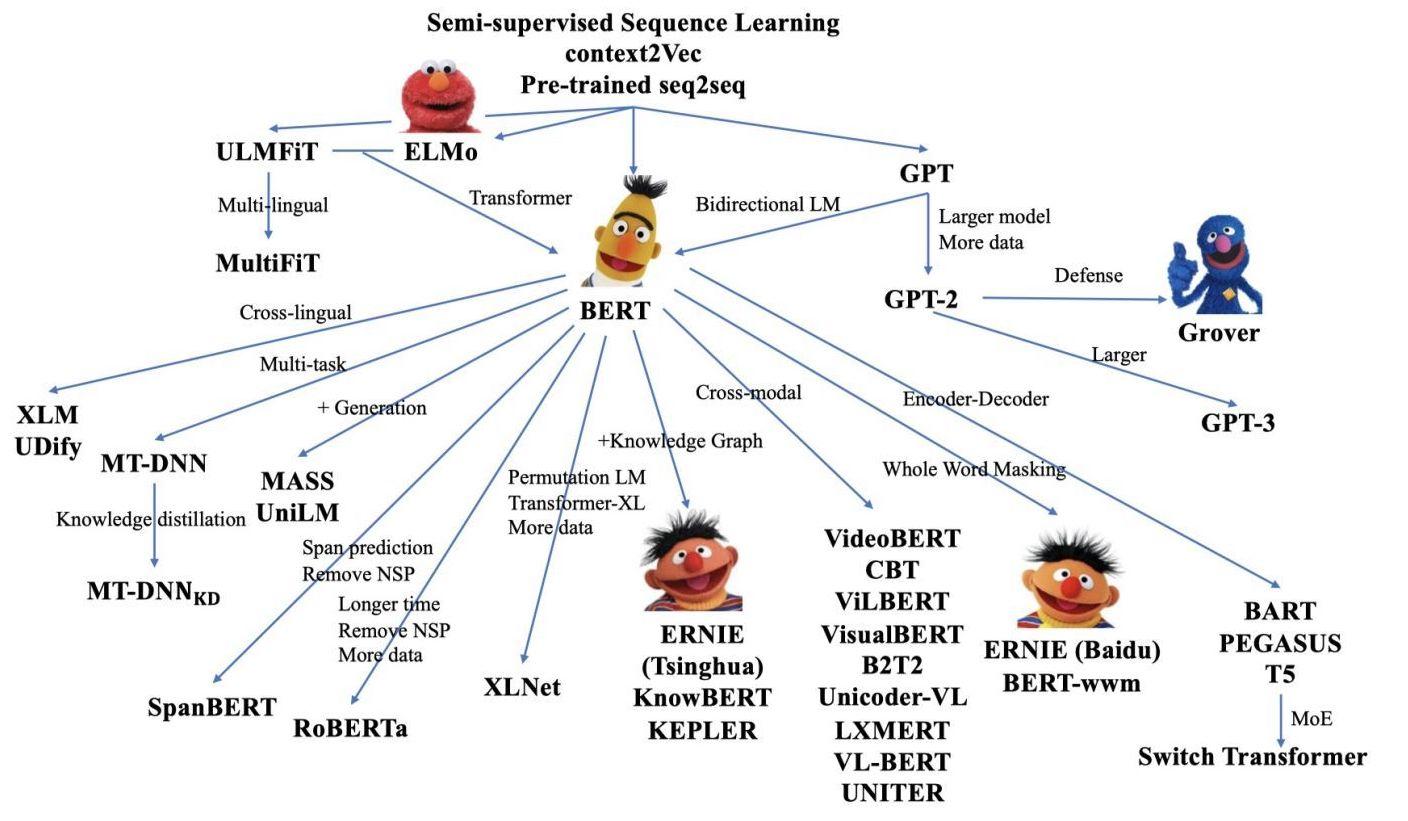 Semi-supervised Sequence Learning
context2Vec
Pre-trained seq2seq
ULMFiT
ELMo
GPT
Multi-lingual
Transformer
Bidirectional LM
Larger model
More data
MultiFiT
Defense
GPT-2
BERT
Grover
Cross-lingual
Larger
Multi-task
Cross-modal
Encoder-Decoder
+ Generation
XLM
UDify
GPT-3
+Knowledge Graph
MT-DNN
Whole Word Masking
MASS
UniLM
Permutation LM
Transformer-XL
More data
Knowledge distillation
Span prediction
Remove NSP
MT-DNNKD
Longer time
Remove NSP
More data
VideoBERT
CBT
ViLBERT
VisualBERT
B2T2
Unicoder-VL
LXMERT
VL-BERT
UNITER
ERNIE
(Tsinghua)
KnowBERT
KEPLER
ERNIE (Baidu)
BERT-wwm
BART
PEGASUS
T5
XLNet
SpanBERT
RoBERTa
MoE
Switch Transformer